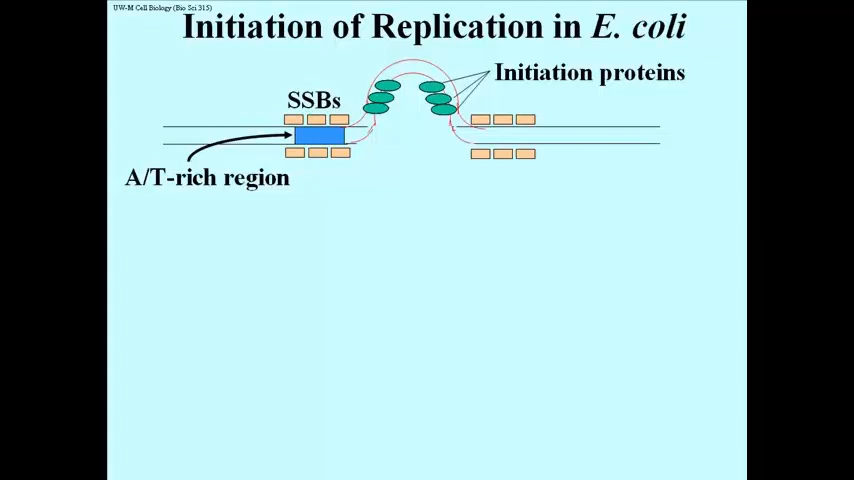 UW-M Cell Biology (Bio Sci 315)
Initiation of Replication in E. coli
Initiation proteins
SSBs
A/T-rich region